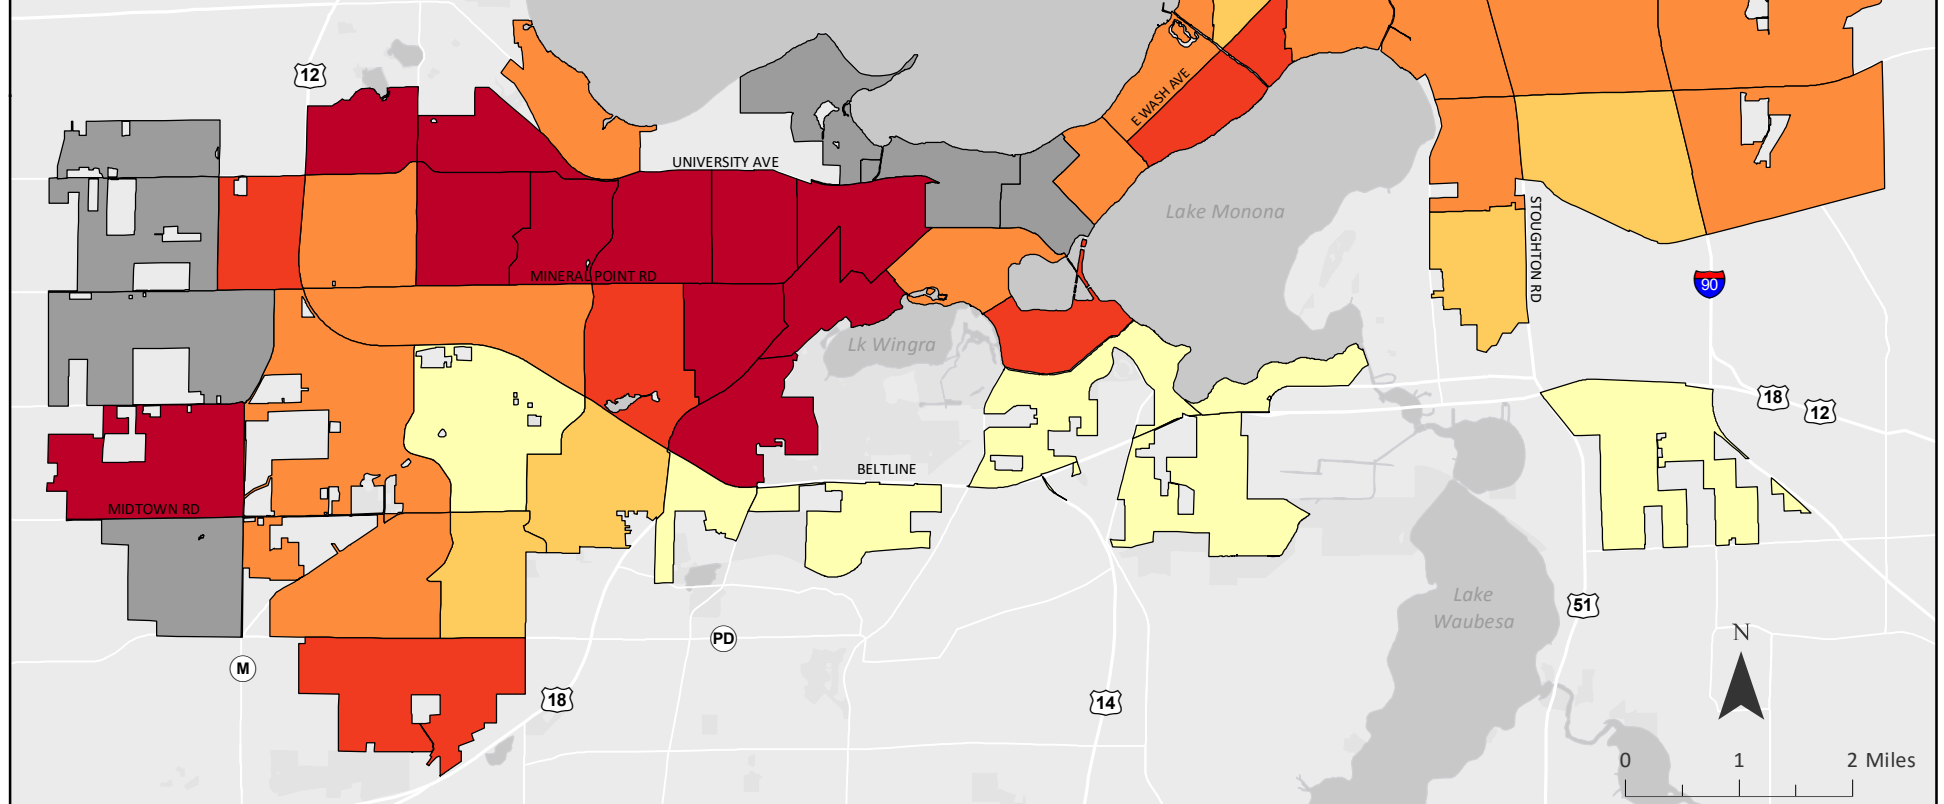 12
E WASH AVE
UNIVERSITY AVE
Lake Monona
STOUGHTON RD
MINERAL POINT RD
90
Lk Wingra
18
12
BELTLINE
MIDTOWN RD
Lake
Waubesa
51
N
PD
M
18
14
0 1 2 Miles